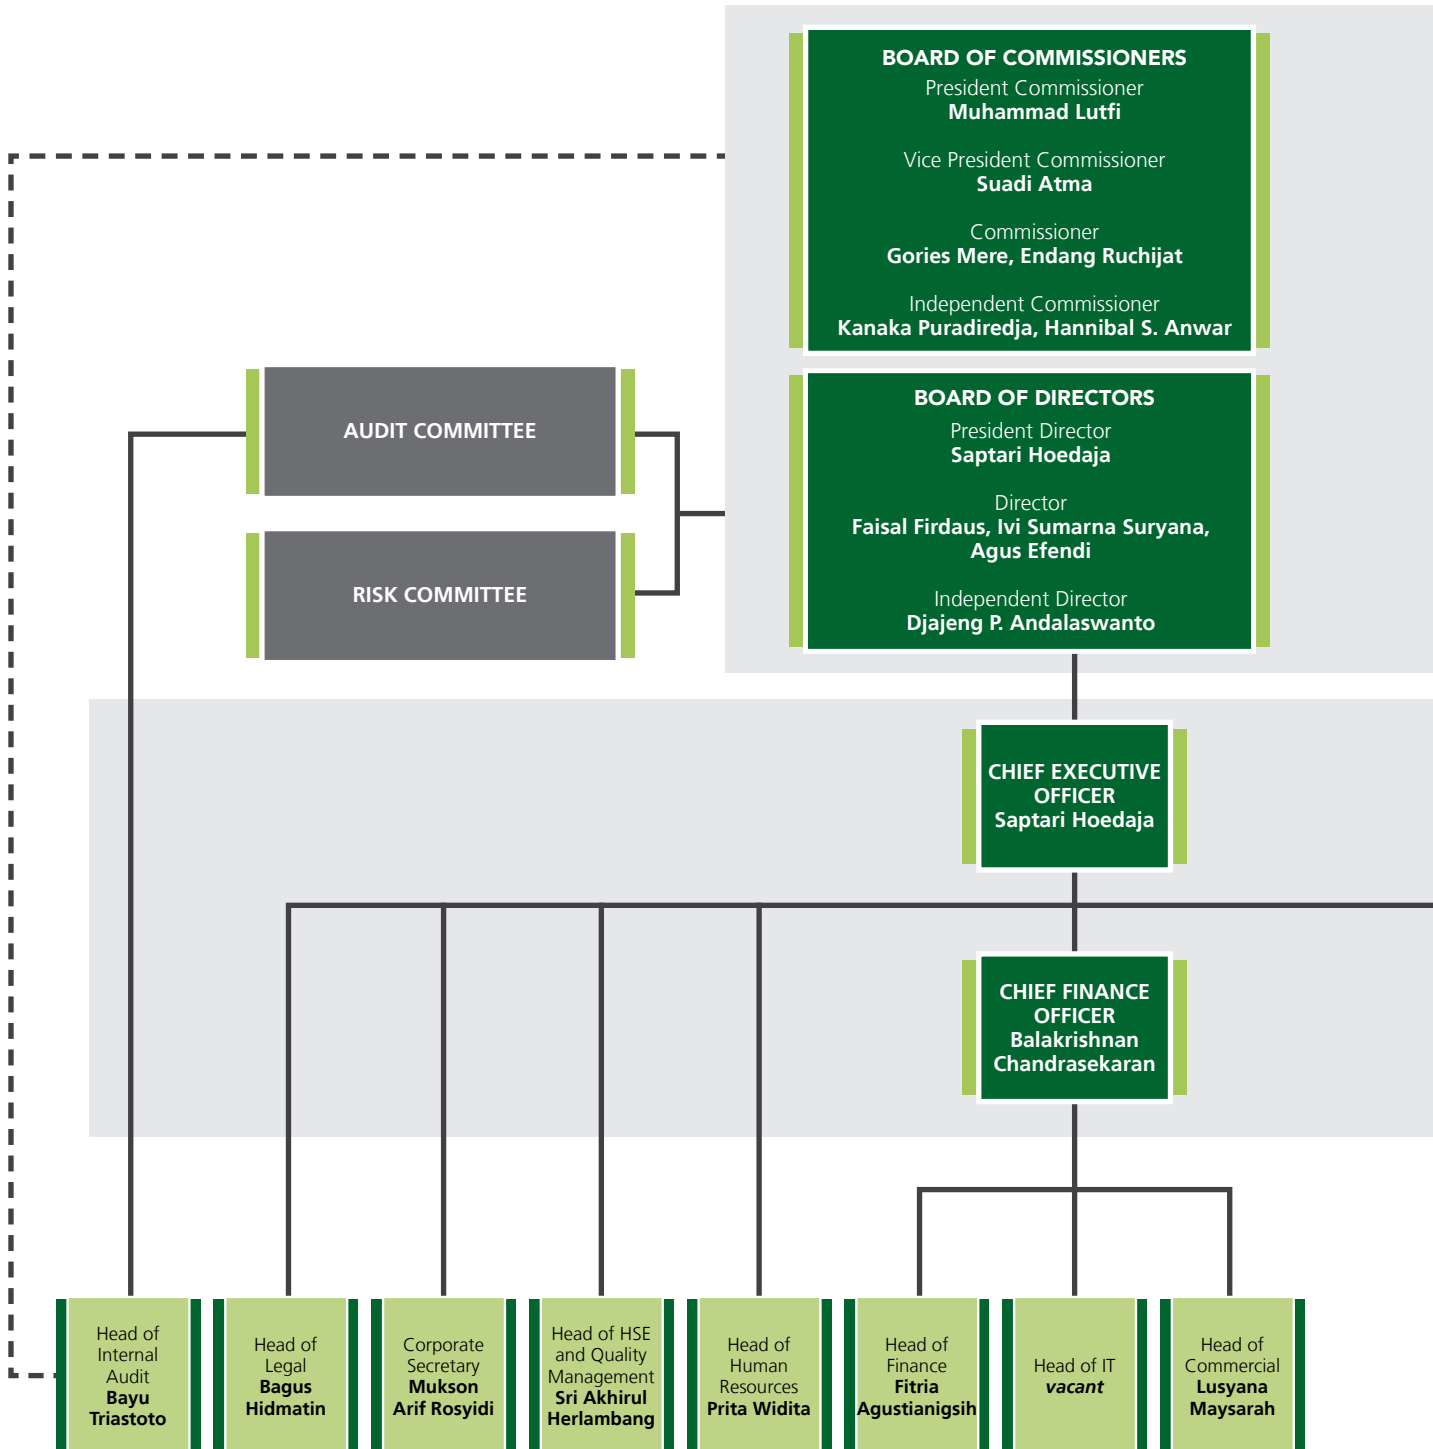 BOARD OF COMMISSIONERS
President Commissioner
Muhammad Lutfi
Vice President Commissioner
Suadi Atma
Commissioner
Gories Mere, Endang Ruchijat
Independent Commissioner
Kanaka Puradiredja, Hannibal S. Anwar
AUDIT COMMITTEE
RISK COMMITTEE
BOARD OF DIRECTORS
President Director
Saptari Hoedaja
Director
Faisal Firdaus, Ivi Sumarna Suryana,
Agus Efendi
Independent Director
Djajeng P. Andalaswanto
CHIEF EXECUTIVE
OFFICER
Saptari Hoedaja
CHIEF FINANCE
OFFICER
Balakrishnan
Chandrasekaran
Head of
Internal
Audit
Bayu
Triastoto
Head of
Legal
Bagus
Hidmatin
Corporate
Secretary
Mukson
Arif Rosyidi
Head of HSE
and Quality
Management
Sri Akhirul
Herlambang
Head of
Human
Resources
Prita Widita
Head of
Finance
Fitria
Agustianigsih
Head of IT
vacant
Head of
Commercial
Lusyana
Maysarah